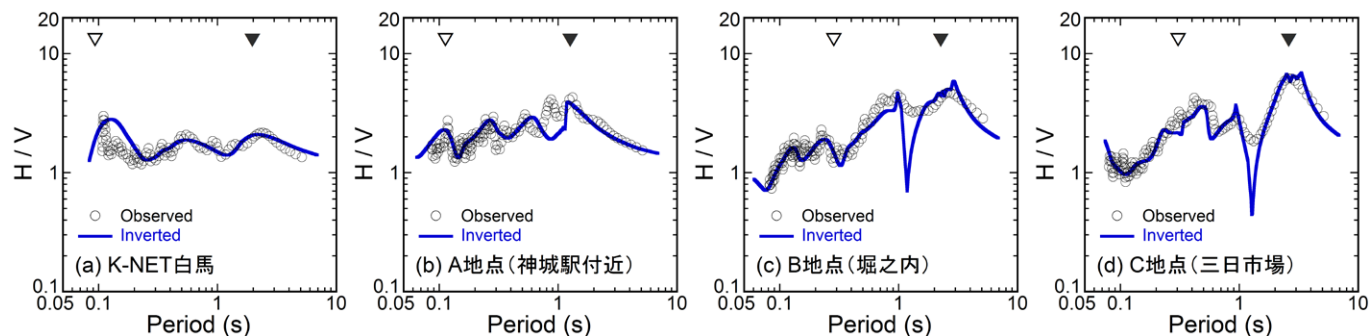 20
10
H / V
1
Observed
Inverted
(a) K-NET白馬
0.1
0.05 0.1 1 10
Period (s)
20
10
H / V
1
Observed
Inverted
(b) A地点(神城駅付近)
0.1
0.05 0.1 1 10
Period (s)
20
10
H / V
1
Observed
Inverted
(c) B地点(堀之内)
0.1
0.05 0.1 1 10
Period (s)
20
10
H / V
1
Observed
Inverted
(d) C地点(三日市場)
0.1
0.05 0.1 1 10
Period (s)